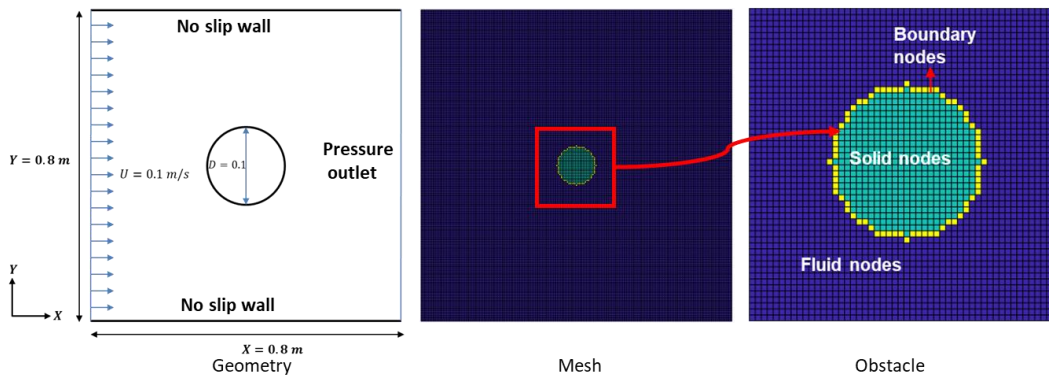 No slip wall
Y = 0.8 m
U = 0.1 m/s
D = 0.1
Pressure
outlet
Y
X
No slip wall
X = 0.8 m
Geometry
Mesh
Boundary
nodes
Solid nodes
Fluid nodes
Obstacle